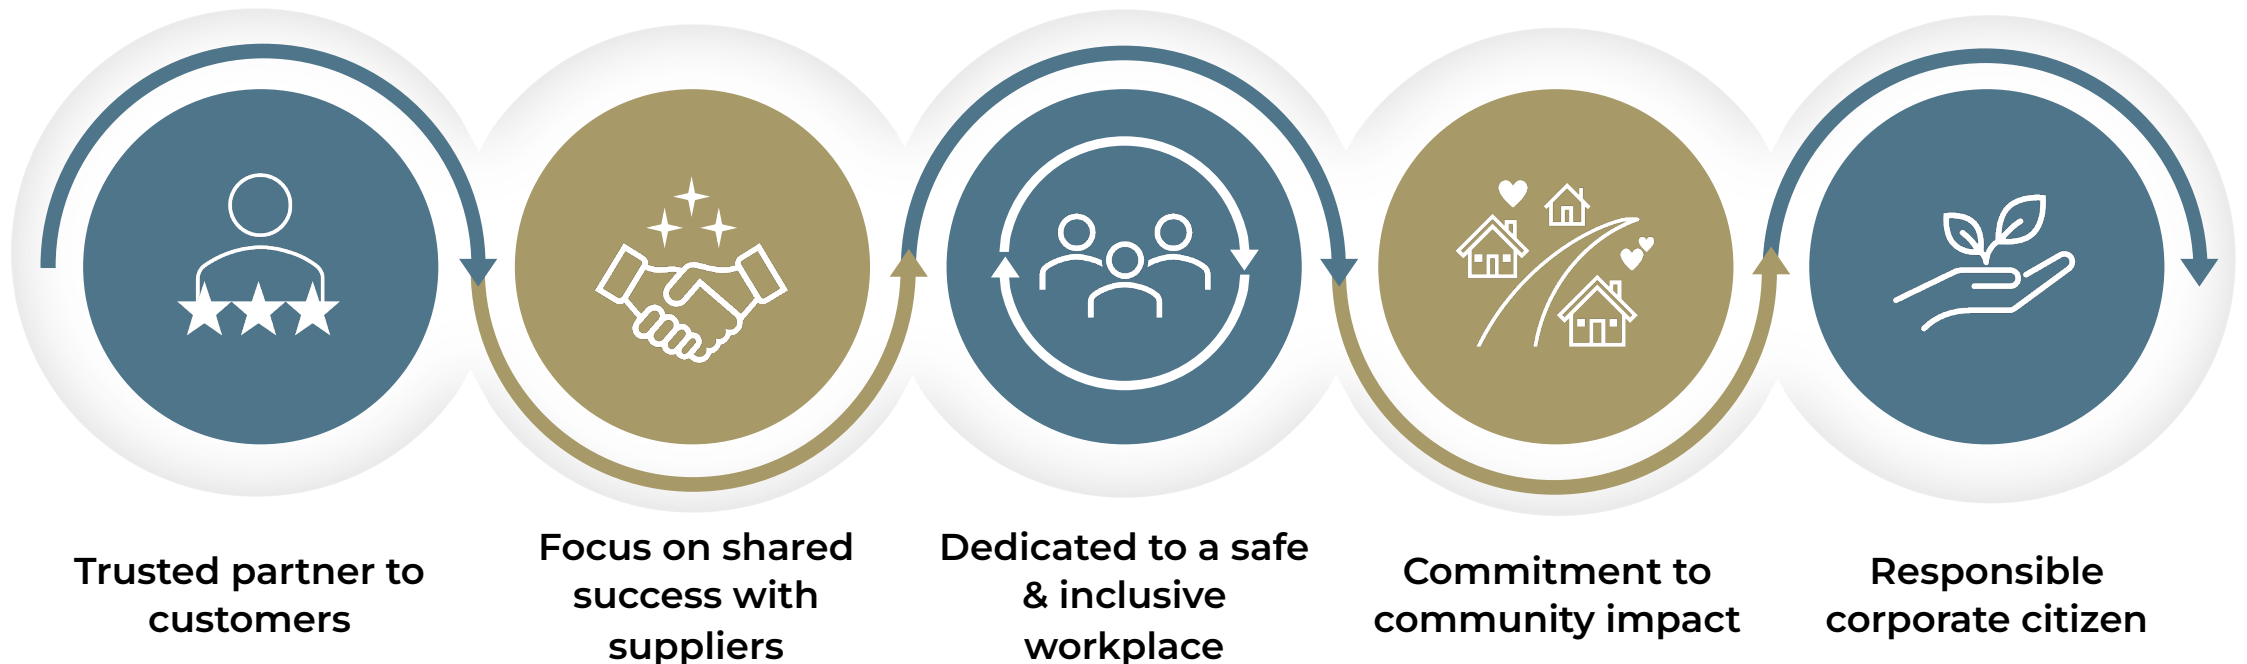 Trusted partner to
customers
Focus on shared
success with
suppliers
Dedicated to a safe
& inclusive
workplace
Commitment to
community impact
Responsible
corporate citizen